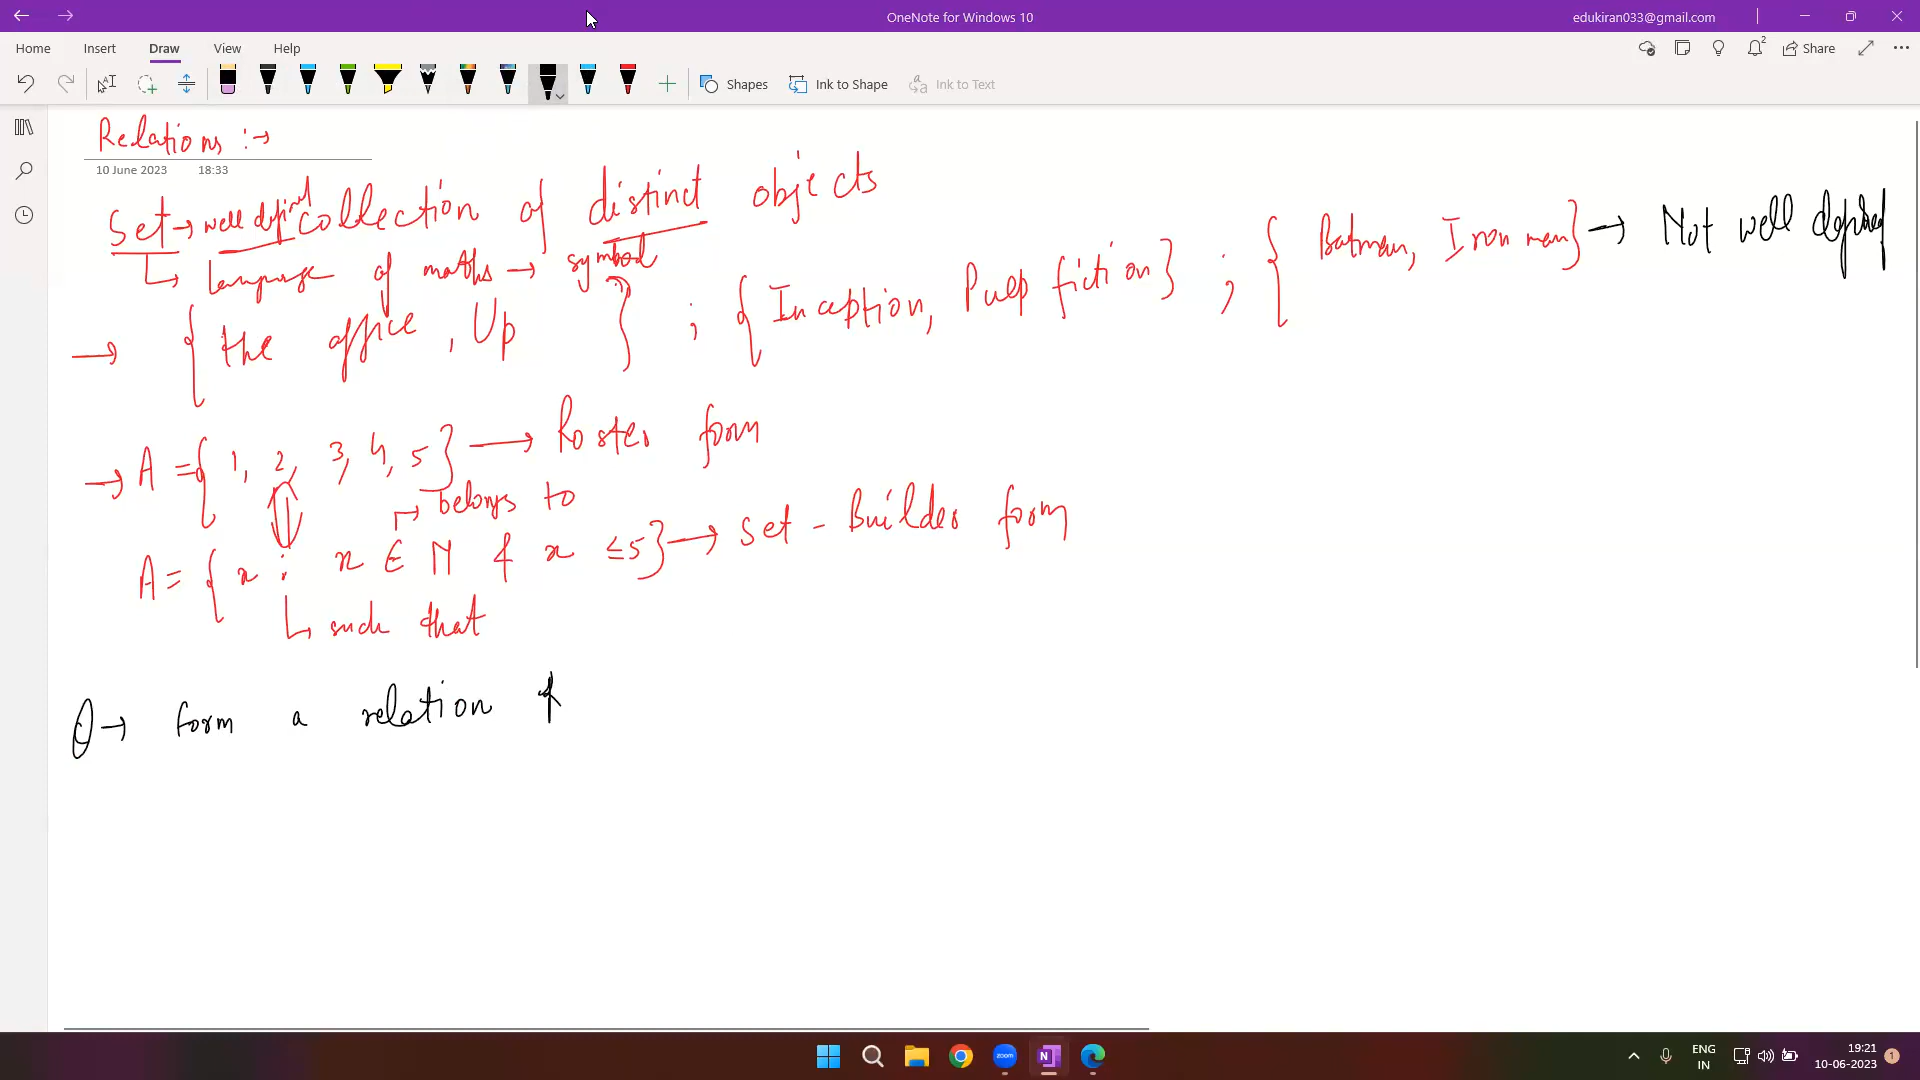 OneNote for Windows 10
edukiran033@gmail.com
Home Insert Draw View Help
2
Share
Shapes
Ink to Shape
Ink to Text
Relations :→
10 June 2023 18:33
Set → well defined collection of distinct objects
↳ language of maths → symbol
→ { the office, Up } ; { Inception, Pulp fiction } ; { Batman, Iron man} → Not well defined
→ A = { 1, 2, 3, 4, 5 } → Roster form
↱ belongs to
A = { x : x ∈ N & x ≤5} → Set - Builder form
↳ such that
Q → form a relation of
zoom
N
ENG
IN
19:21
10-06-2023
1